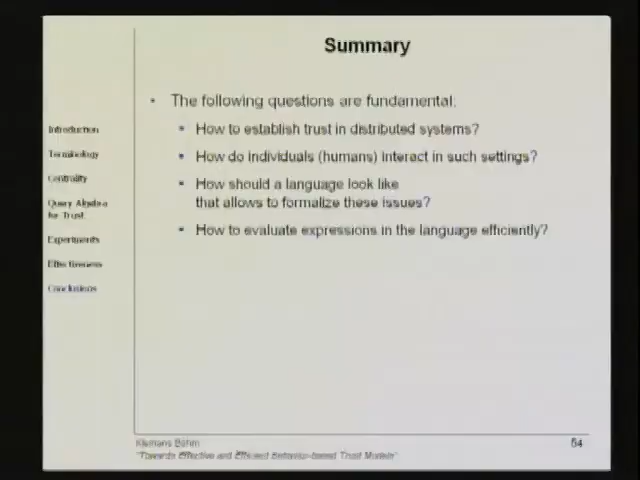 Summary
The following questions are fundamental:
How to establish trust in distributed systems?
How do individuals (humans) interact in such settings?
How should a language look like
that allows to formalize these issues?
How to evaluate expressions in the language efficiently?
Introduction
Terminology
Centrality
Query Algebra
for Trust
Experiments
Effectiveness
Conclusions
Klemens Böhm
"Towards Effective and Efficient Behavior-based Trust Models"
54